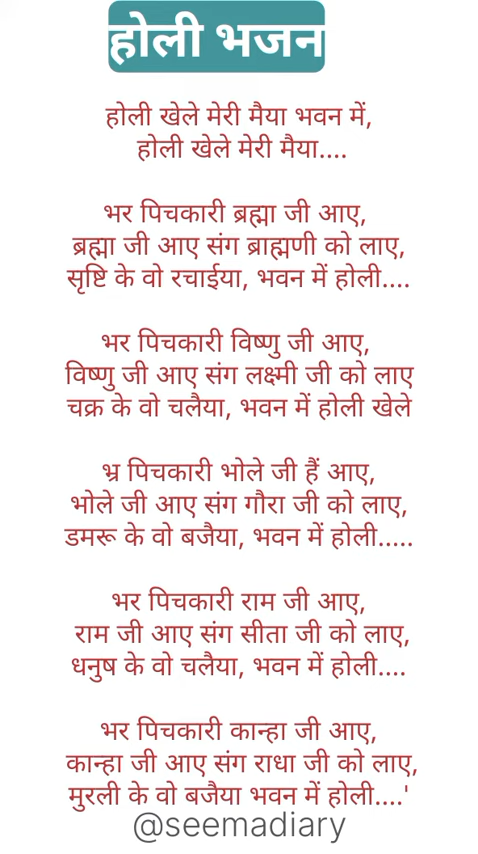 होली भजन
होली खेले मेरी मैया भवन में,
होली खेले मेरी मैया....
भर पिचकारी ब्रह्मा जी आए,
ब्रह्मा जी आए संग ब्राह्मणी को लाए,
सृष्टि के वो रचाईया, भवन में होली....
भर पिचकारी विष्णु जी आए,
विष्णु जी आए संग लक्ष्मी जी को लाए
चक्र के वो चलैया, भवन में होली खेले
भ्र पिचकारी भोले जी हैं आए,
भोले जी आए संग गौरा जी को लाए,
डमरू के वो बजैया, भवन में होली.....
भर पिचकारी राम जी आए,
राम जी आए संग सीता जी को लाए,
धनुष के वो चलैया, भवन में होली....
भर पिचकारी कान्हा जी आए,
कान्हा जी आए संग राधा जी को लाए,
मुरली के वो बजैया भवन में होली....'
@seemadiary